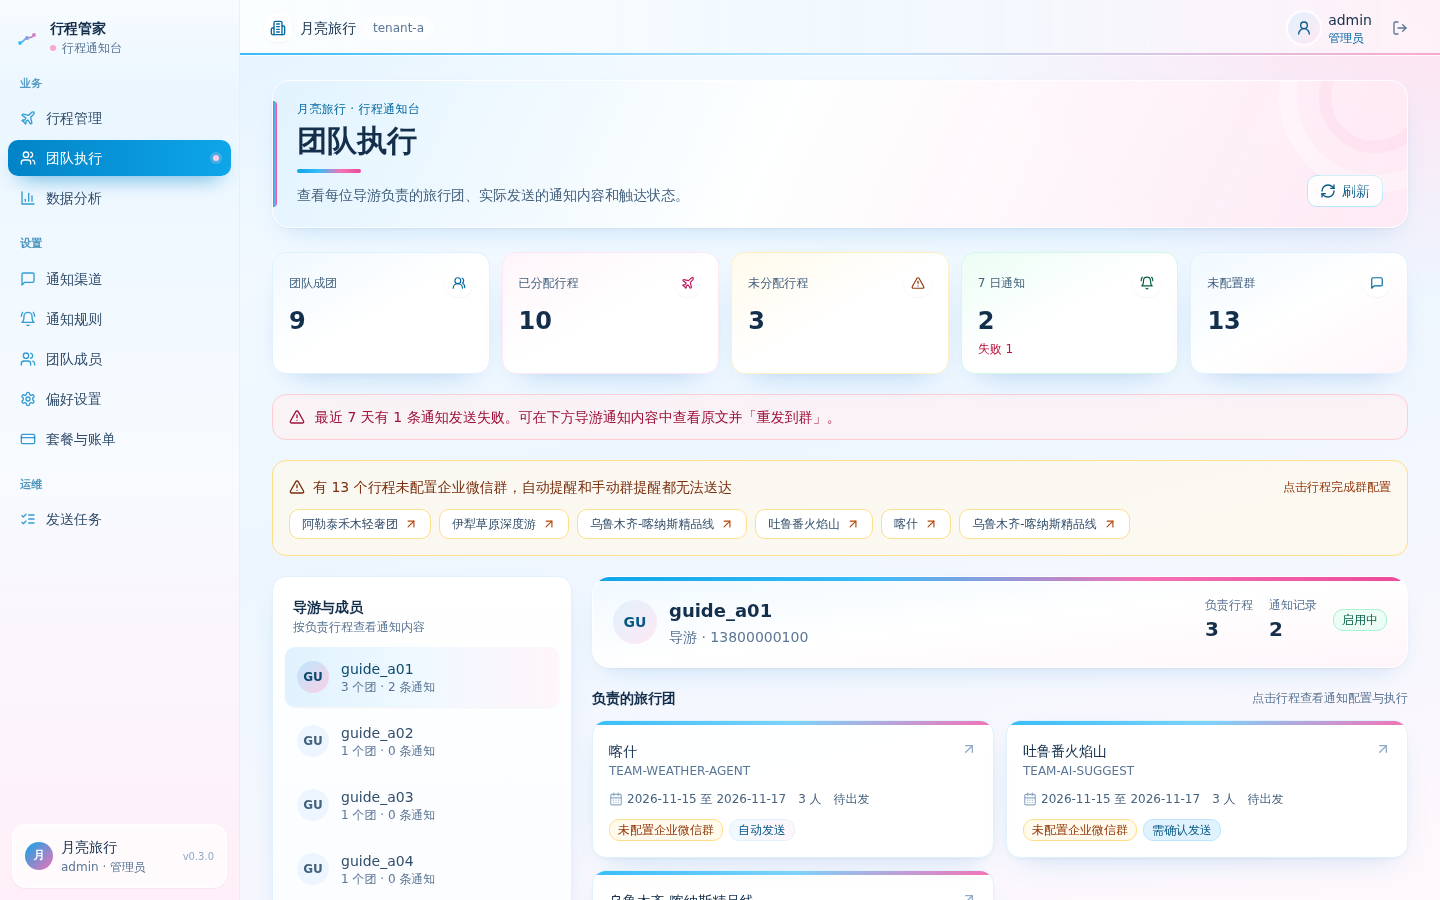 行程管家
行程通知台
业务
行程管理
团队执行
数据分析
设置
通知渠道
通知规则
团队成员
偏好设置
套餐与账单
运维
发送任务
月
月亮旅行
admin · 管理员
v0.3.0
月亮旅行
tenant-a
admin
管理员
月亮旅行 · 行程通知台
团队执行
查看每位导游负责的旅行团、实际发送的通知内容和触达状态。
刷新
团队成团
9
已分配行程
10
未分配行程
3
7 日通知
2
失败 1
未配置群
13
最近 7 天有 1 条通知发送失败。可在下方导游通知内容中查看原文并「重发到群」。
有 13 个行程未配置企业微信群，自动提醒和手动群提醒都无法送达
点击行程完成群配置
阿勒泰禾木轻奢团
伊犁草原深度游
乌鲁木齐-喀纳斯精品线
吐鲁番火焰山
喀什
乌鲁木齐-喀纳斯精品线
导游与成员
按负责行程查看通知内容
GU
guide_a01
3 个团 · 2 条通知
GU
guide_a02
1 个团 · 0 条通知
GU
guide_a03
1 个团 · 0 条通知
GU
guide_a04
1 个团 · 0 条通知
GU
guide_a01
导游 · 13800000100
负责行程
3
通知记录
2
启用中
负责的旅行团
点击行程查看通知配置与执行
喀什
TEAM-WEATHER-AGENT
2026-11-15 至 2026-11-17 3 人 待出发
未配置企业微信群
自动发送
吐鲁番火焰山
TEAM-AI-SUGGEST
2026-11-15 至 2026-11-17 3 人 待出发
未配置企业微信群
需确认发送
乌鲁木齐-喀纳斯精品线